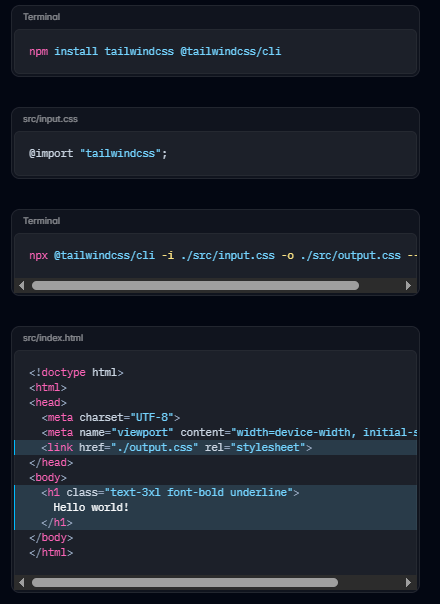 Terminal
npm install tailwindcss @tailwindcss/cli
src/input.css
@import "tailwindcss";
Terminal
npx @tailwindcss/cli -i ./src/input.css -o ./src/output.css --
src/index.html
<!doctype html>
<html>
<head>
<meta charset="UTF-8">
<meta name="viewport" content="width=device-width, initial-s
<link href="./output.css" rel="stylesheet">
</head>
<body>
<h1 class="text-3xl font-bold underline">
Hello world!
</h1>
</body>
</html>